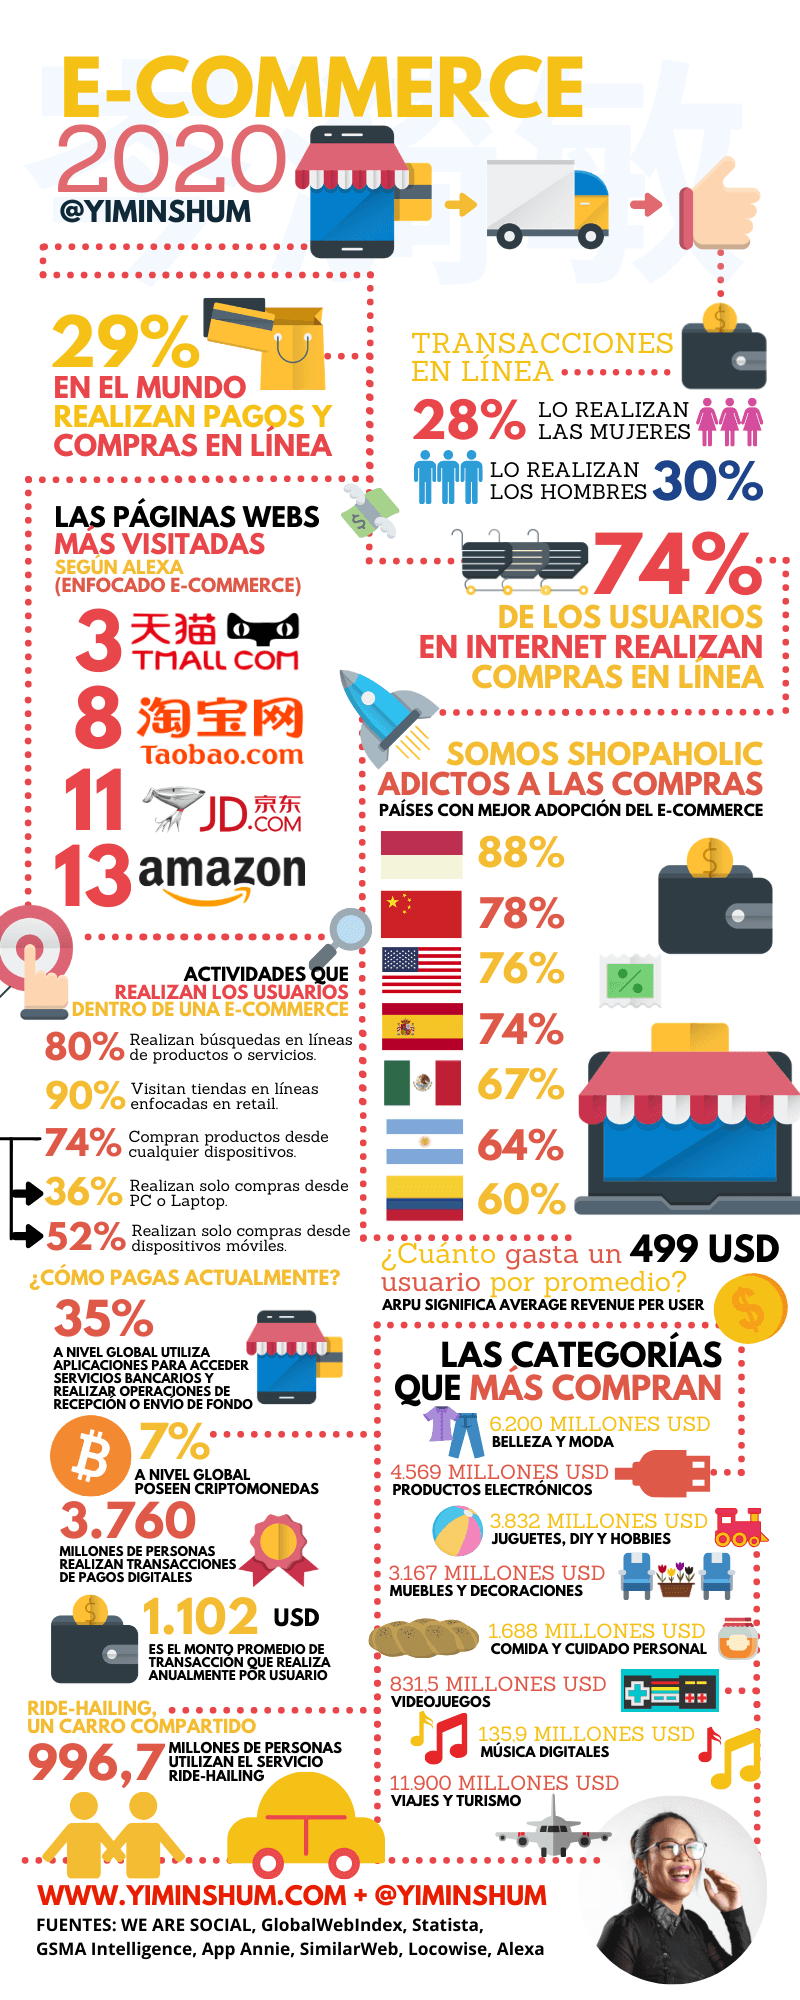 E-COMMERCE
2020
@YIMINSHUM
29%
EN EL MUNDO
REALIZAN PAGOS Y
COMPRAS EN LÍNEA
TRANSACCIONES
EN LÍNEA
28% LO REALIZAN
LAS MUJERES
LO REALIZAN
LOS HOMBRES 30%
LAS PÁGINAS WEBS
MÁS VISITADAS
SEGÚN ALEXA
(ENFOCADO E-COMMERCE)
3 天猫
TMALL.COM
8 淘宝网
Taobao.com
11 JD 京东
.COM
13 amazon
74%
DE LOS USUARIOS
EN INTERNET REALIZAN
COMPRAS EN LÍNEA
SOMOS SHOPAHOLIC
ADICTOS A LAS COMPRAS
PAÍSES CON MEJOR ADOPCIÓN DEL E-COMMERCE
88%
78%
76%
74%
67%
64%
60%
ACTIVIDADES QUE
REALIZAN LOS USUARIOS
DENTRO DE UNA E-COMMERCE
80% Realizan búsquedas en líneas
de productos o servicios.
90% Visitan tiendas en líneas
enfocadas en retail.
74% Compran productos desde
cualquier dispositivos.
36% Realizan solo compras desde
PC o Laptop.
52% Realizan solo compras desde
dispositivos móviles.
¿Cuánto gasta un 499 USD
usuario por promedio?
ARPU SIGNIFICA AVERAGE REVENUE PER USER
¿CÓMO PAGAS ACTUALMENTE?
35%
A NIVEL GLOBAL UTILIZA
APLICACIONES PARA ACCEDER
SERVICIOS BANCARIOS Y
REALIZAR OPERACIONES DE
RECEPCIÓN O ENVÍO DE FONDO
7%
A NIVEL GLOBAL
POSEEN CRIPTOMONEDAS
3.760
MILLONES DE PERSONAS
REALIZAN TRANSACCIONES
DE PAGOS DIGITALES
1.102 USD
ES EL MONTO PROMEDIO DE
TRANSACCIÓN QUE REALIZA
ANUALMENTE POR USUARIO
RIDE-HAILING,
UN CARRO COMPARTIDO
996,7 MILLONES DE PERSONAS
UTILIZAN EL SERVICIO
RIDE-HAILING
LAS CATEGORÍAS
QUE MÁS COMPRAN
6.200 MILLONES USD
BELLEZA Y MODA
4.569 MILLONES USD
PRODUCTOS ELECTRÓNICOS
3.832 MILLONES USD
JUGUETES, DIY Y HOBBIES
3.167 MILLONES USD
MUEBLES Y DECORACIONES
1.688 MILLONES USD
COMIDA Y CUIDADO PERSONAL
831,5 MILLONES USD
VIDEOJUEGOS
135,9 MILLONES USD
MÚSICA DIGITALES
11.900 MILLONES USD
VIAJES Y TURISMO
WWW.YIMINSHUM.COM + @YIMINSHUM
FUENTES: WE ARE SOCIAL, GlobalWebIndex, Statista,
GSMA Intelligence, App Annie, SimilarWeb, Locowise, Alexa